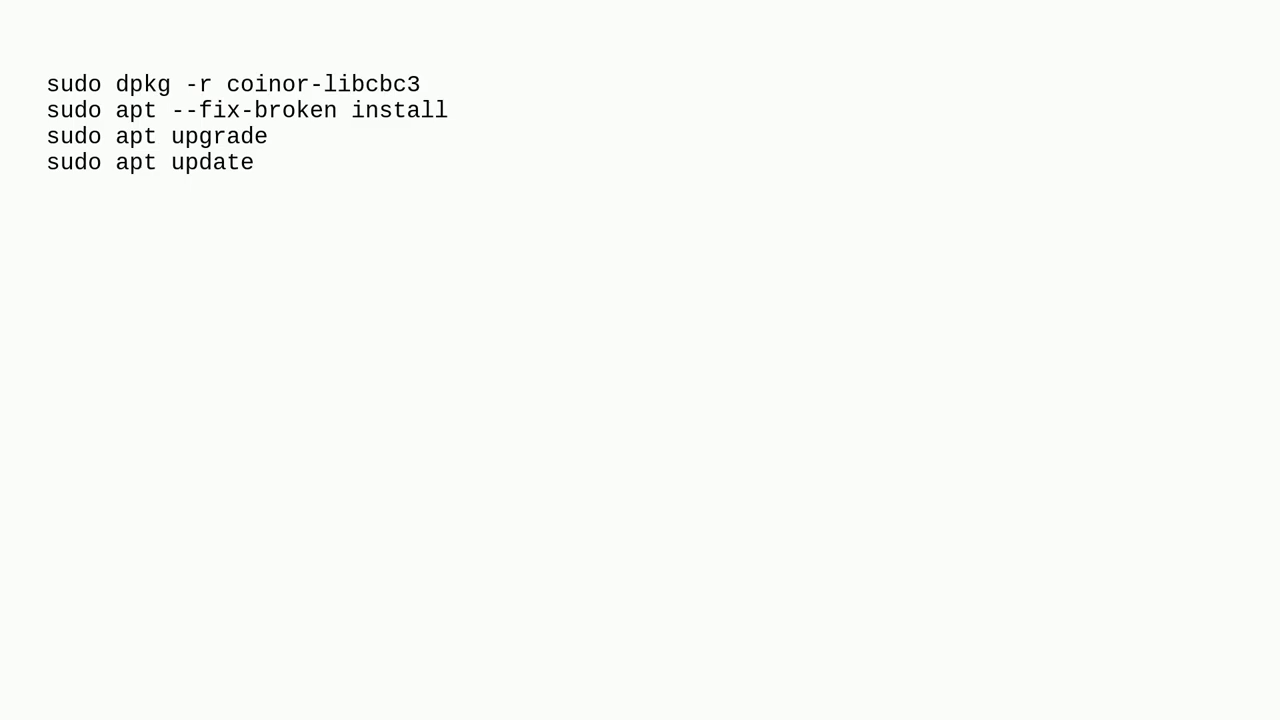 sudo dpkg -r coinor-libcbc3
sudo apt --fix-broken install
sudo apt upgrade
sudo apt update